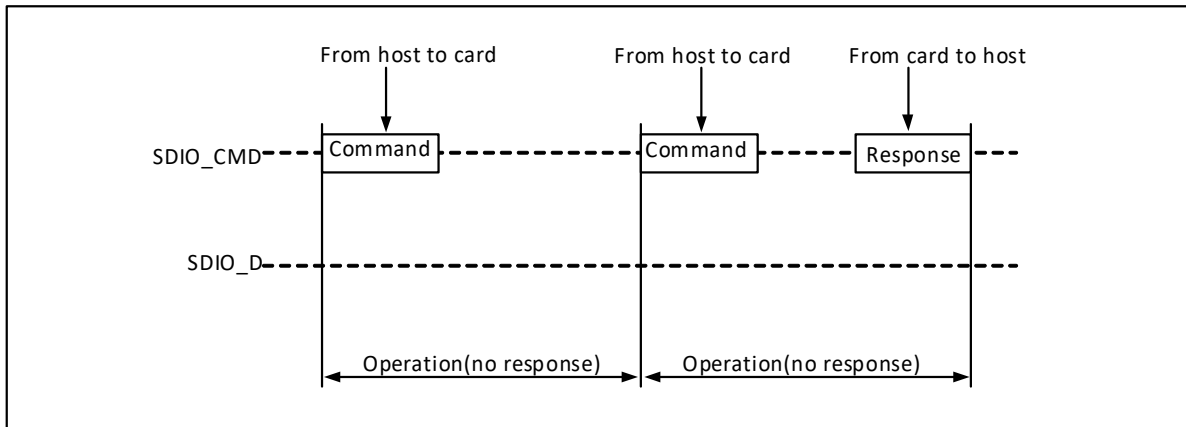 From host to card
From host to card
From card to host
SDIO_CMD
Command
Command
Response
SDIO_D
Operation(no response)
Operation(no response)